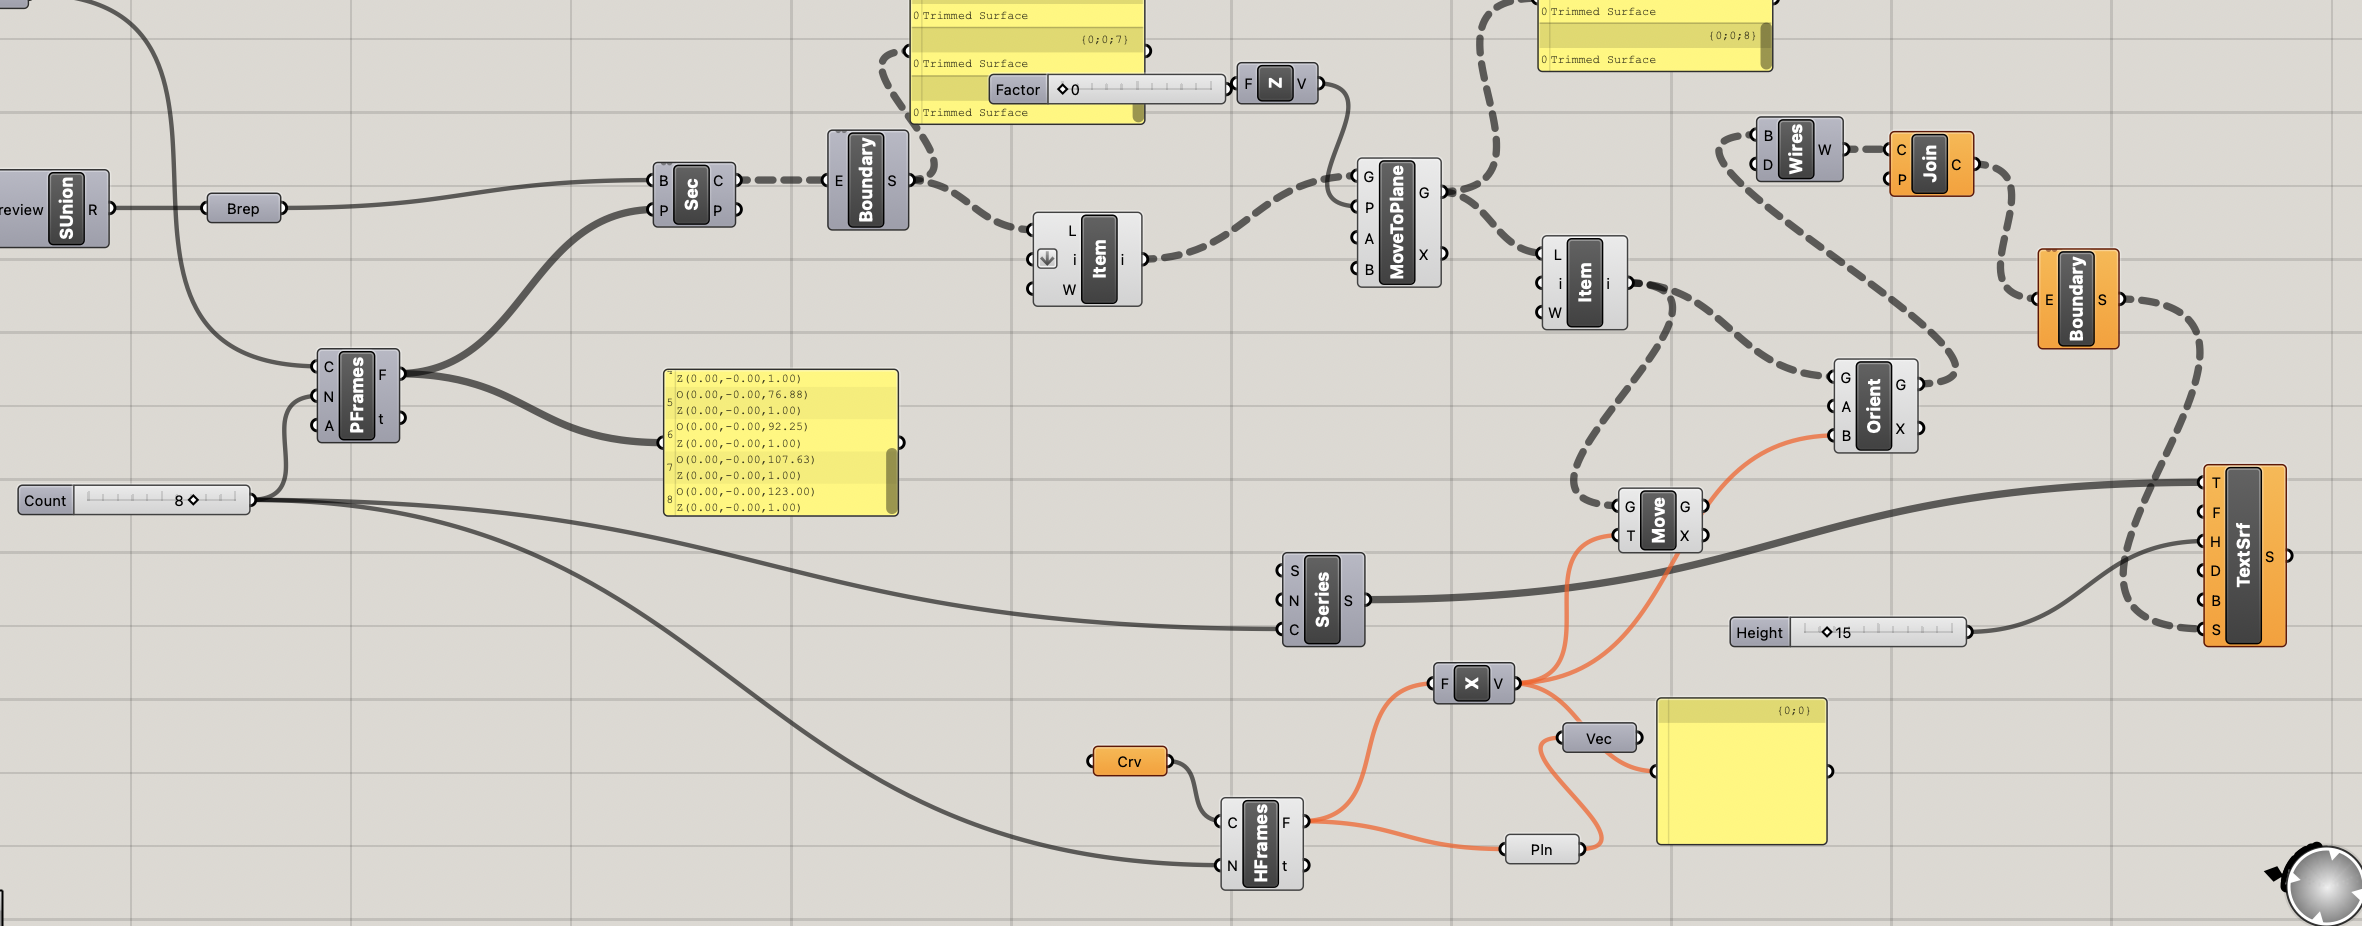 0 Trimmed Surface
{0;0;7}
0 Trimmed Surface
0 Trimmed Surface
0 Trimmed Surface
{0;0;8}
0 Trimmed Surface
Factor
0
F Z V
review SUnion R
Brep
B Sec C
P P
E Boundary S
L
i Item i
W
G MoveToPlane G
P
A X
B
L
i Item i
W
B Wires W
D
C Join C
P
E Boundary S
C PFrames F
N
A t
Z(0.00,-0.00,1.00)
5 O(0.00,-0.00,76.88)
Z(0.00,-0.00,1.00)
6 O(0.00,-0.00,92.25)
Z(0.00,-0.00,1.00)
7 O(0.00,-0.00,107.63)
Z(0.00,-0.00,1.00)
8 O(0.00,-0.00,123.00)
Z(0.00,-0.00,1.00)
G Orient G
A
B X
Count 8
G Move G
T X
T TextSrf
F
H
D S
B
S
S Series
N S
C
Height 15
F X V
{0;0}
Vec
Crv
C HFrames F
N t
Pln